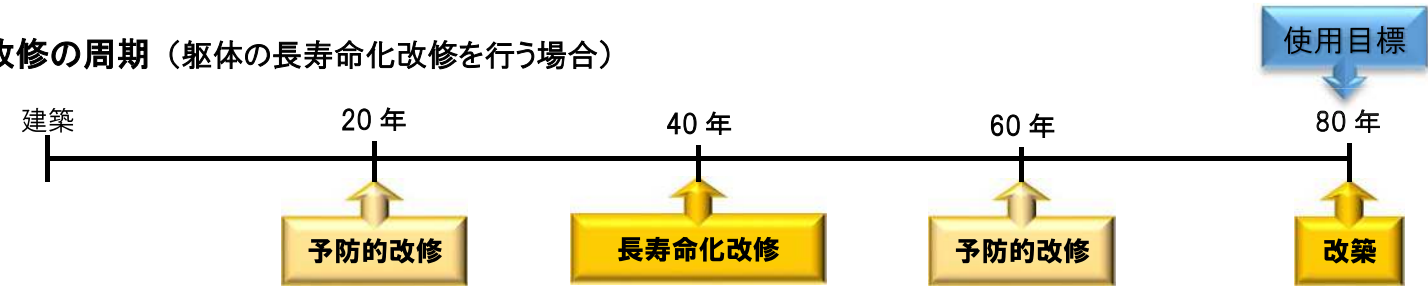 改修の周期（躯体の長寿命化改修を行う場合）
使用目標
建築
20 年
40 年
60 年
80 年
予防的改修
長寿命化改修
予防的改修
改築